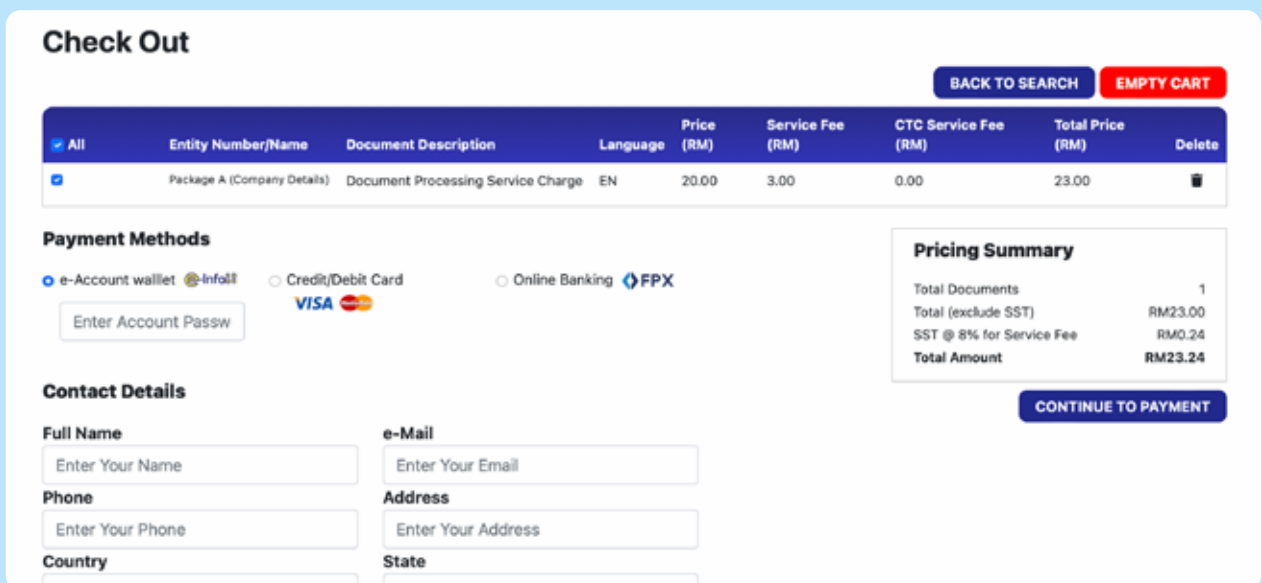 Check Out
BACK TO SEARCH EMPTY CART
All Entity Number/Name Document Description Language Price (RM) Service Fee (RM) CTC Service Fee (RM) Total Price (RM) Delete
Package A (Company Details) Document Processing Service Charge EN 20.00 3.00 0.00 23.00
Payment Methods
e-Account walllet e-Info Credit/Debit Card Online Banking FPX
VISA MasterCard
Enter Account Passw
Pricing Summary
Total Documents 1
Total (exclude SST) RM23.00
SST @ 8% for Service Fee RM0.24
Total Amount RM23.24
CONTINUE TO PAYMENT
Contact Details
Full Name e-Mail
Enter Your Name Enter Your Email
Phone Address
Enter Your Phone Enter Your Address
Country State